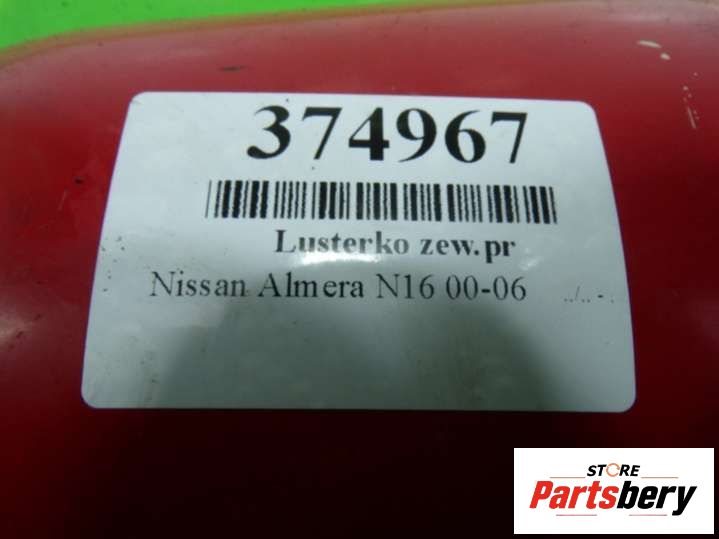 374967
Lusterko zew.pr
Nissan Almera N16 00-06 ../.. - .
STORE
Partsbery